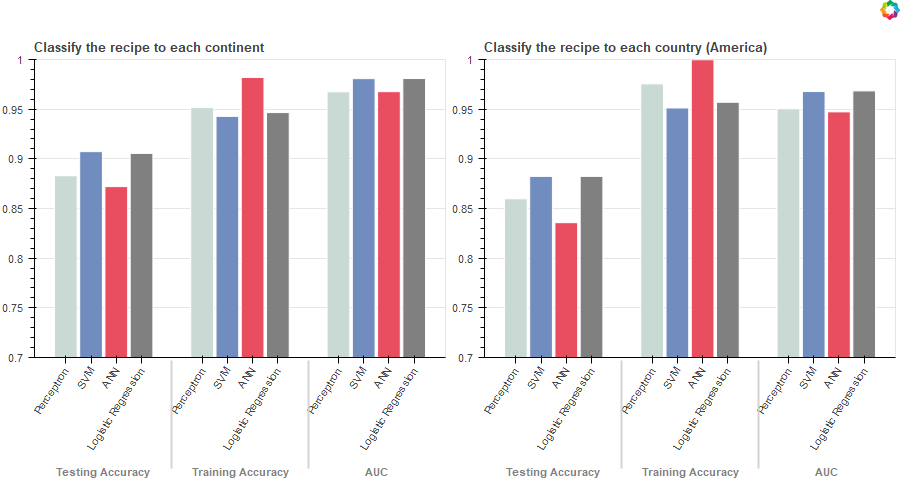 Classify the recipe to each continent
1
0.95
0.9
0.85
0.8
0.75
0.7
Perceptron
SVM
ANN
Logistic Regression
Perceptron
SVM
ANN
Logistic Regression
Perceptron
SVM
ANN
Logistic Regression
Testing Accuracy
Training Accuracy
AUC
Classify the recipe to each country (America)
1
0.95
0.9
0.85
0.8
0.75
0.7
Perceptron
SVM
ANN
Logistic Regression
Perceptron
SVM
ANN
Logistic Regression
Perceptron
SVM
ANN
Logistic Regression
Testing Accuracy
Training Accuracy
AUC